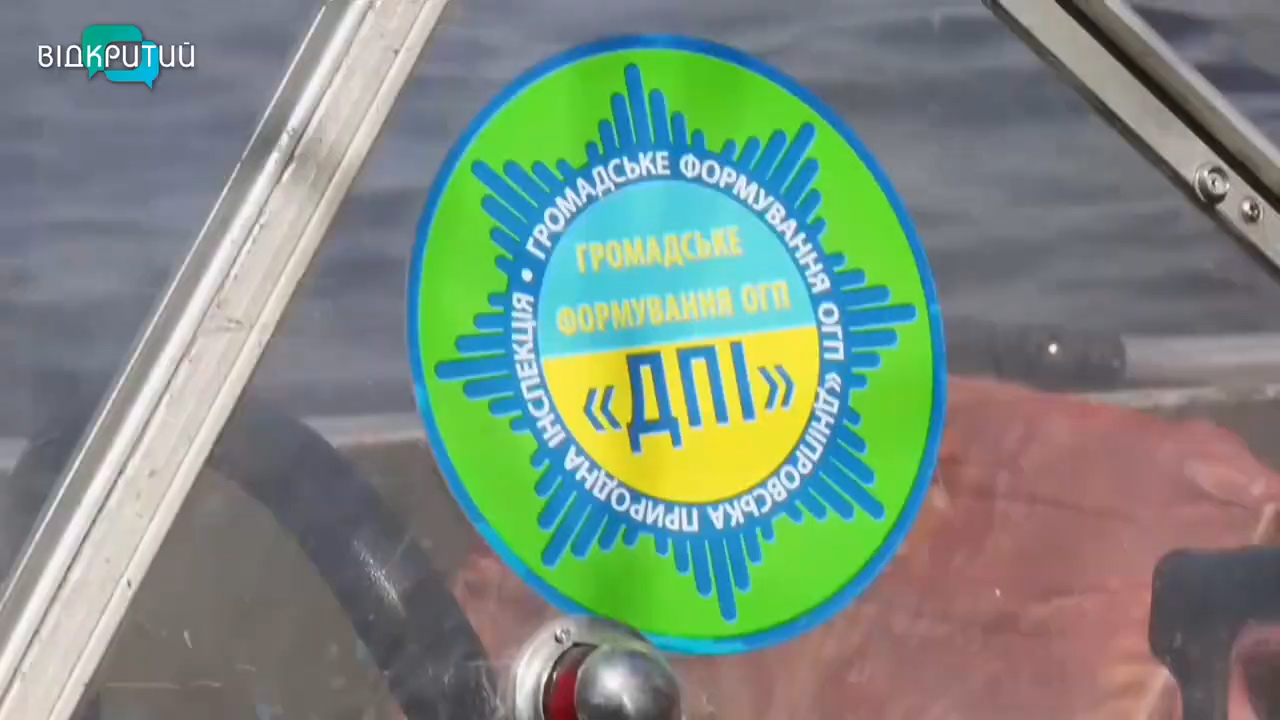 ВІДКРИТИЙ
ГРОМАДСЬКЕ ФОРМУВАННЯ ОГП «ДНІПРОВСЬКА ПРИРОДНА ІНСПЕКЦІЯ •
ГРОМАДСЬКЕ
ФОРМУВАННЯ ОГП
«ДПІ»